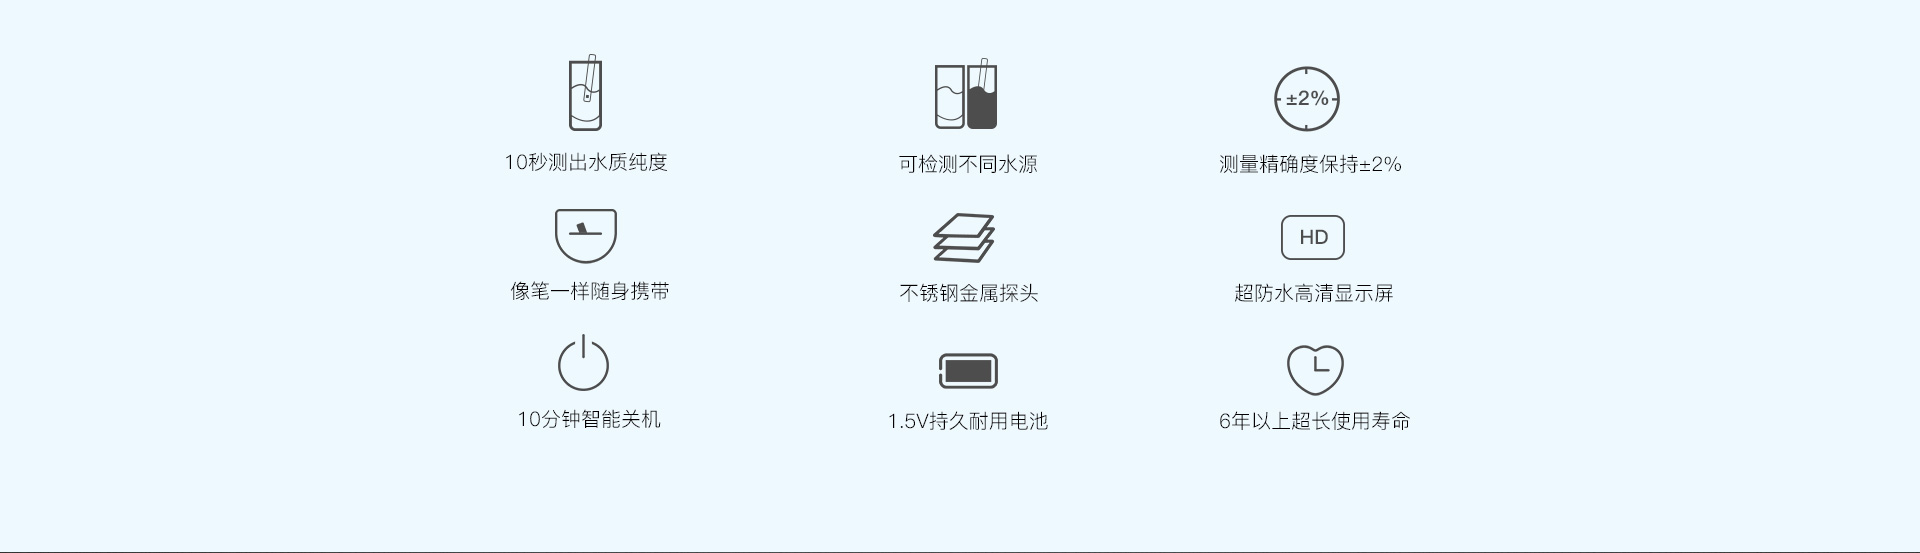 ±2%
10秒测出水质纯度
可检测不同水源
测量精确度保持±2%
HD
像笔一样随身携带
不锈钢金属探头
超防水高清显示屏
10分钟智能关机
1.5V持久耐用电池
6年以上超长使用寿命